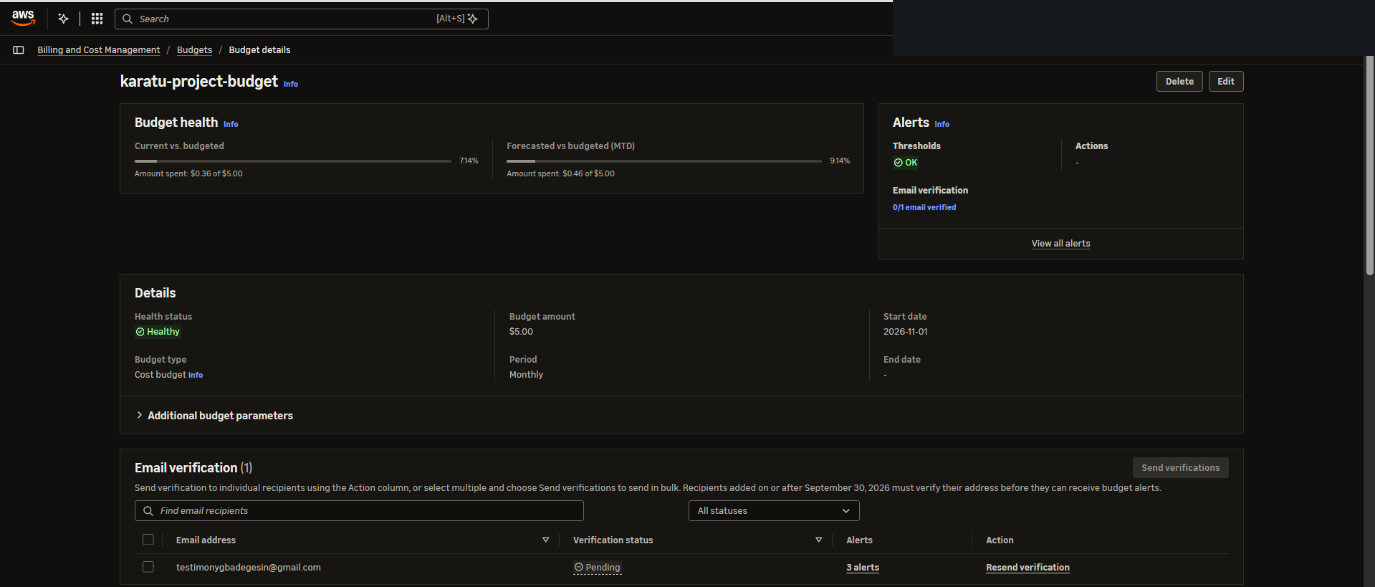 aws
Search [Alt+S]
Billing and Cost Management / Budgets / Budget details
karatu-project-budget Info
Delete Edit
Budget health Info
Current vs. budgeted
7.14%
Amount spent: $0.36 of $5.00
Forecasted vs budgeted (MTD)
9.14%
Amount spent: $0.46 of $5.00
Alerts Info
Thresholds
OK
Actions
-
Email verification
0/1 email verified
View all alerts
Details
Health status
Healthy
Budget type
Cost budget Info
Budget amount
$5.00
Period
Monthly
Start date
2026-11-01
End date
-
Additional budget parameters
Email verification (1)
Send verifications
Send verification to individual recipients using the Action column, or select multiple and choose Send verifications to send in bulk. Recipients added on or after September 30, 2026 must verify their address before they can receive budget alerts.
Find email recipients
All statuses
Email address Verification status Alerts Action
testimonygbadegesin@gmail.com Pending 3 alerts Resend verification